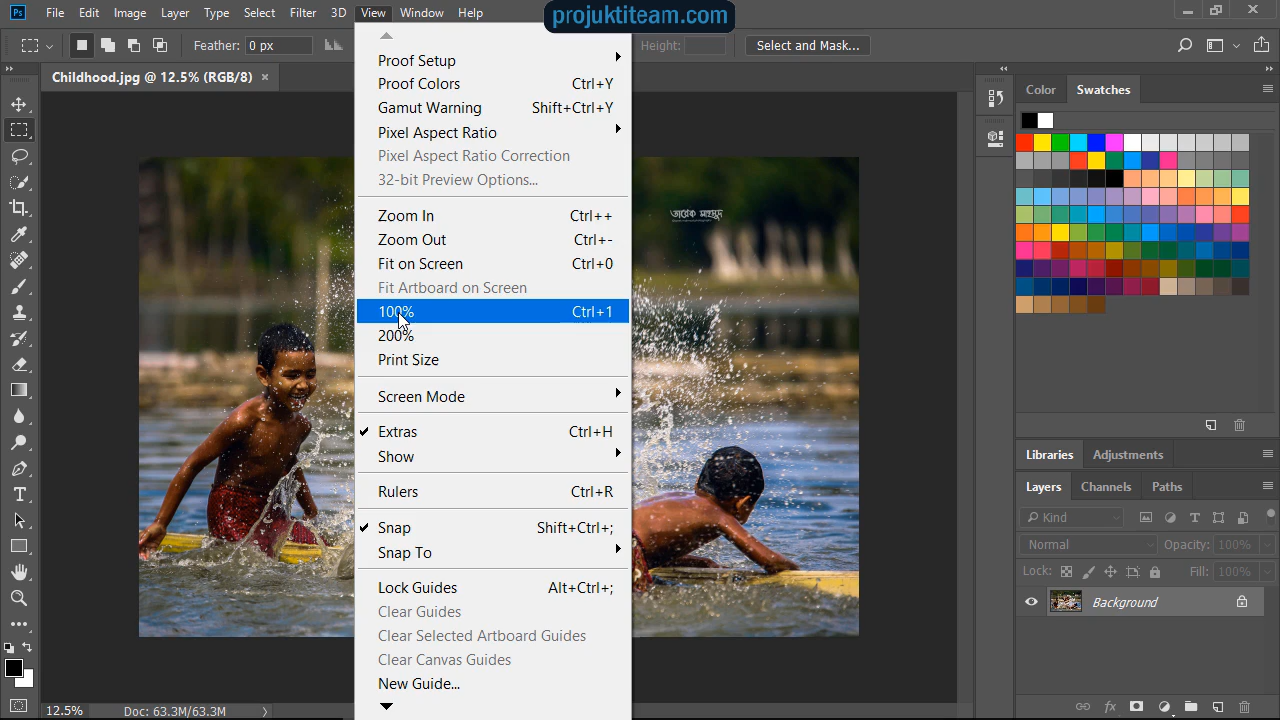 Ps File Edit Image Layer Type Select Filter 3D View Window Help
projuktiteam.com
Feather: 0 px
Height:
Select and Mask...
Childhood.jpg @ 12.5% (RGB/8) ×
Proof Setup
Proof Colors Ctrl+Y
Gamut Warning Shift+Ctrl+Y
Pixel Aspect Ratio
Pixel Aspect Ratio Correction
32-bit Preview Options...
Zoom In Ctrl++
Zoom Out Ctrl+-
Fit on Screen Ctrl+0
Fit Artboard on Screen
100% Ctrl+1
200%
Print Size
Screen Mode
Extras Ctrl+H
Show
Rulers Ctrl+R
Snap Shift+Ctrl+;
Snap To
Lock Guides Alt+Ctrl+;
Clear Guides
Clear Selected Artboard Guides
Clear Canvas Guides
New Guide...
তারেক মাহমুদ
Color Swatches
Libraries Adjustments
Layers Channels Paths
Kind
Normal Opacity: 100%
Lock: Fill: 100%
Background
12.5% Doc: 63.3M/63.3M